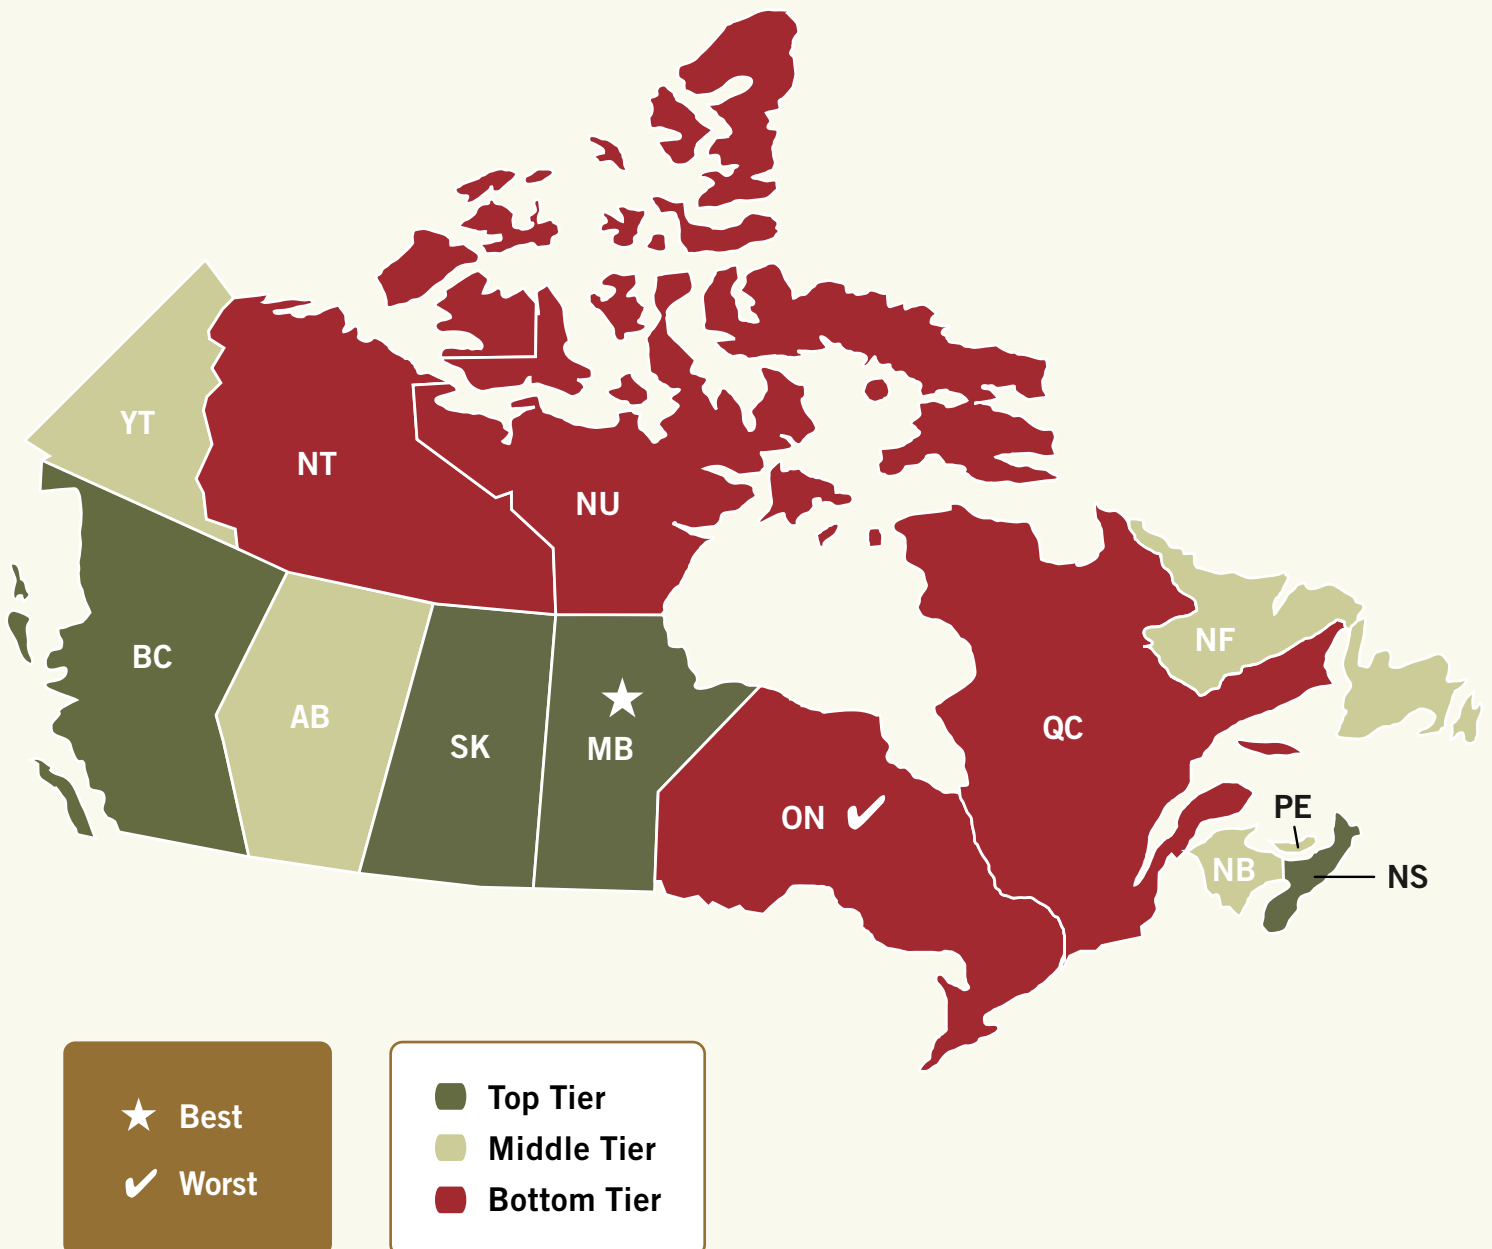 YT
NT
NU
BC
NF
AB
QC
SK
MB
PE
ON
NB
NS
Best
Worst
Top Tier
Middle Tier
Bottom Tier